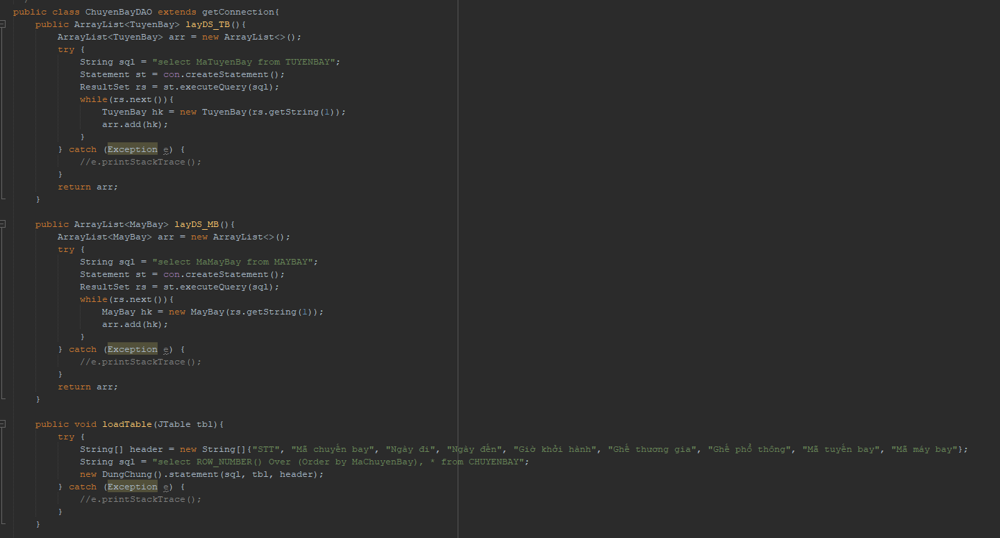 public class ChuyenBayDAO extends getConnection{
    public ArrayList<TuyenBay> layDS_TB(){
        ArrayList<TuyenBay> arr = new ArrayList<>();
        try {
            String sql = "select MaTuyenBay from TUYENBAY";
            Statement st = con.createStatement();
            ResultSet rs = st.executeQuery(sql);
            while(rs.next()){
                TuyenBay hk = new TuyenBay(rs.getString(1));
                arr.add(hk);
            }
        } catch (Exception e) {
            //e.printStackTrace();
        }
        return arr;
    }

    public ArrayList<MayBay> layDS_MB(){
        ArrayList<MayBay> arr = new ArrayList<>();
        try {
            String sql = "select MaMayBay from MAYBAY";
            Statement st = con.createStatement();
            ResultSet rs = st.executeQuery(sql);
            while(rs.next()){
                MayBay hk = new MayBay(rs.getString(1));
                arr.add(hk);
            }
        } catch (Exception e) {
            //e.printStackTrace();
        }
        return arr;
    }

    public void loadTable(JTable tbl){
        try {
            String[] header = new String[]{"STT", "Mã chuyến bay", "Ngày đi", "Ngày đến", "Giờ khởi hành", "Ghế thương gia", "Ghế phổ thông", "Mã tuyến bay", "Mã máy bay"};
            String sql = "select ROW_NUMBER() Over (Order by MaChuyenBay), * from CHUYENBAY";
            new DungChung().statement(sql, tbl, header);
        } catch (Exception e) {
            //e.printStackTrace();
        }
    }